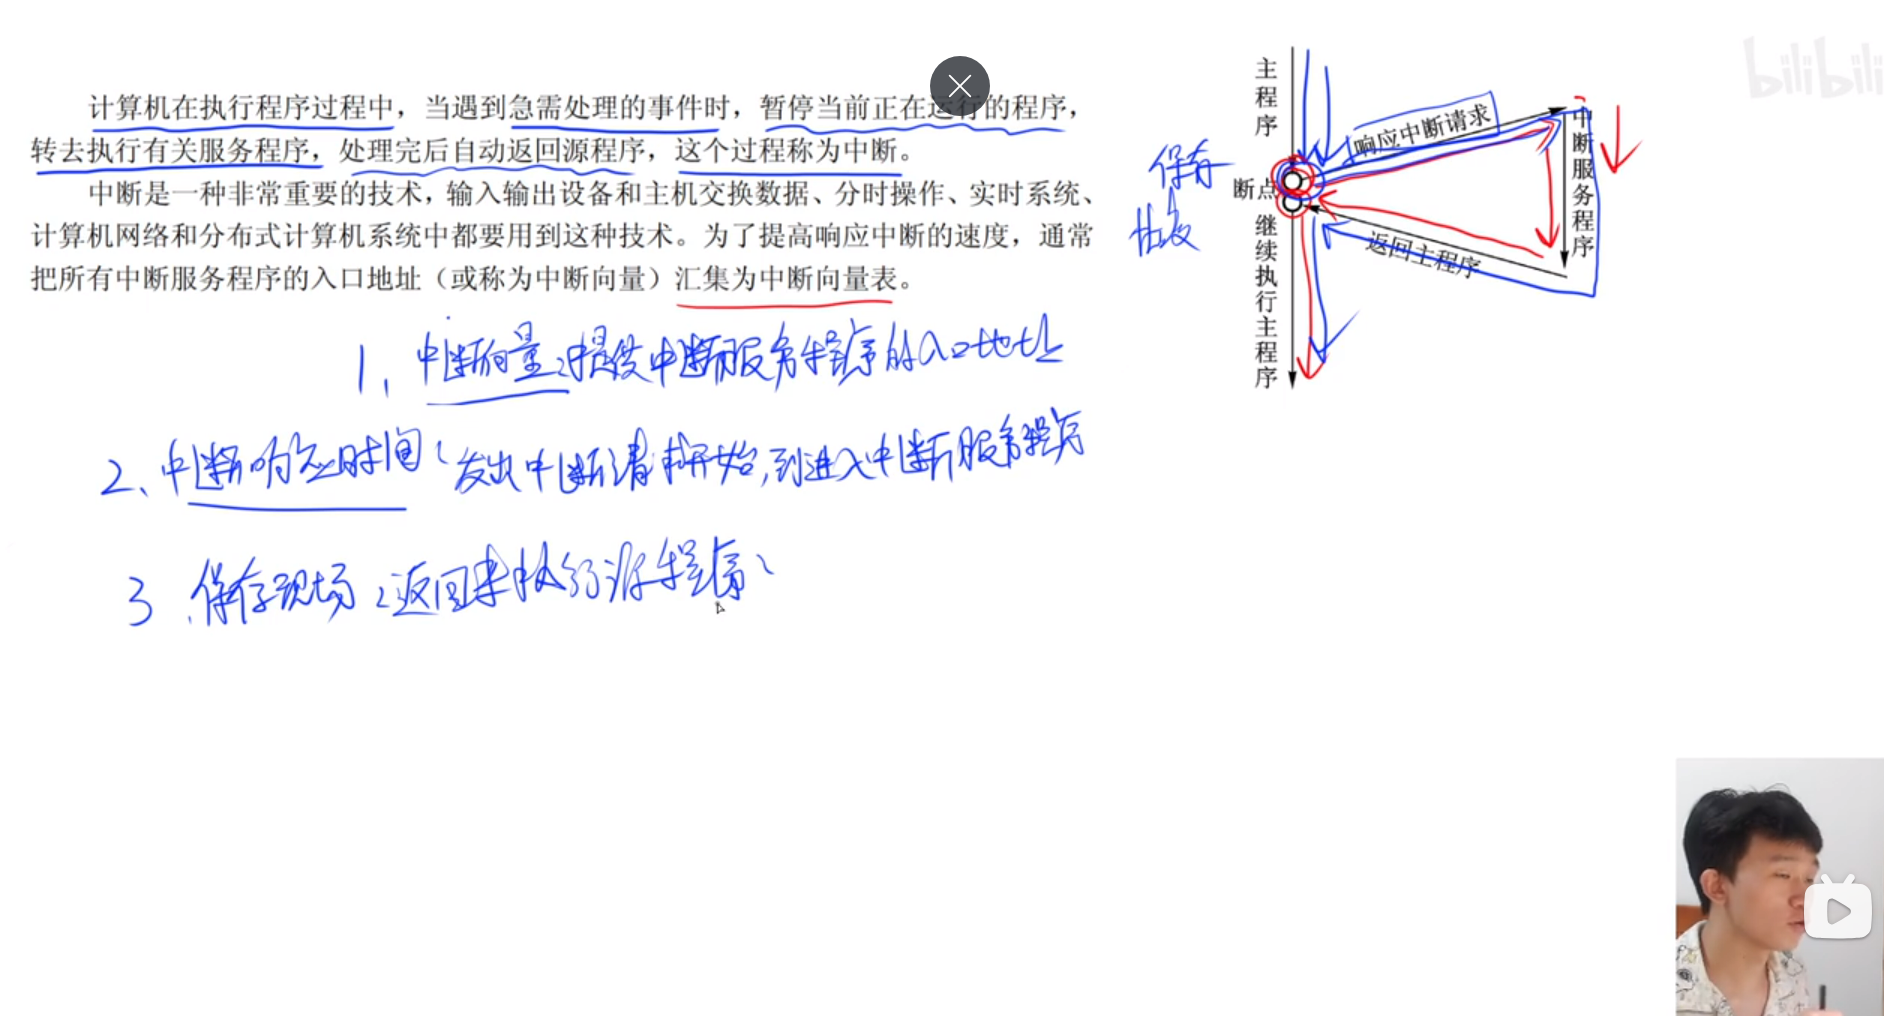 计算机在执行程序过程中，当遇到急需处理的事件时，暂停当前正在运行的程序，
转去执行有关服务程序，处理完后自动返回源程序，这个过程称为中断。
中断是一种非常重要的技术，输入输出设备和主机交换数据、分时操作、实时系统、
计算机网络和分布式计算机系统中都要用到这种技术。为了提高响应中断的速度，通常
把所有中断服务程序的入口地址（或称为中断向量）汇集为中断向量表。
1、中断向量：提供中断服务程序的入口地址
2、中断响应时间：发出中断请求开始，到进入中断服务程序
3、保存现场：返回来执行源程序
主程序
响应中断请求
中断服务程序
保存
断点
恢复
返回主程序
继续执行主程序
bilibili